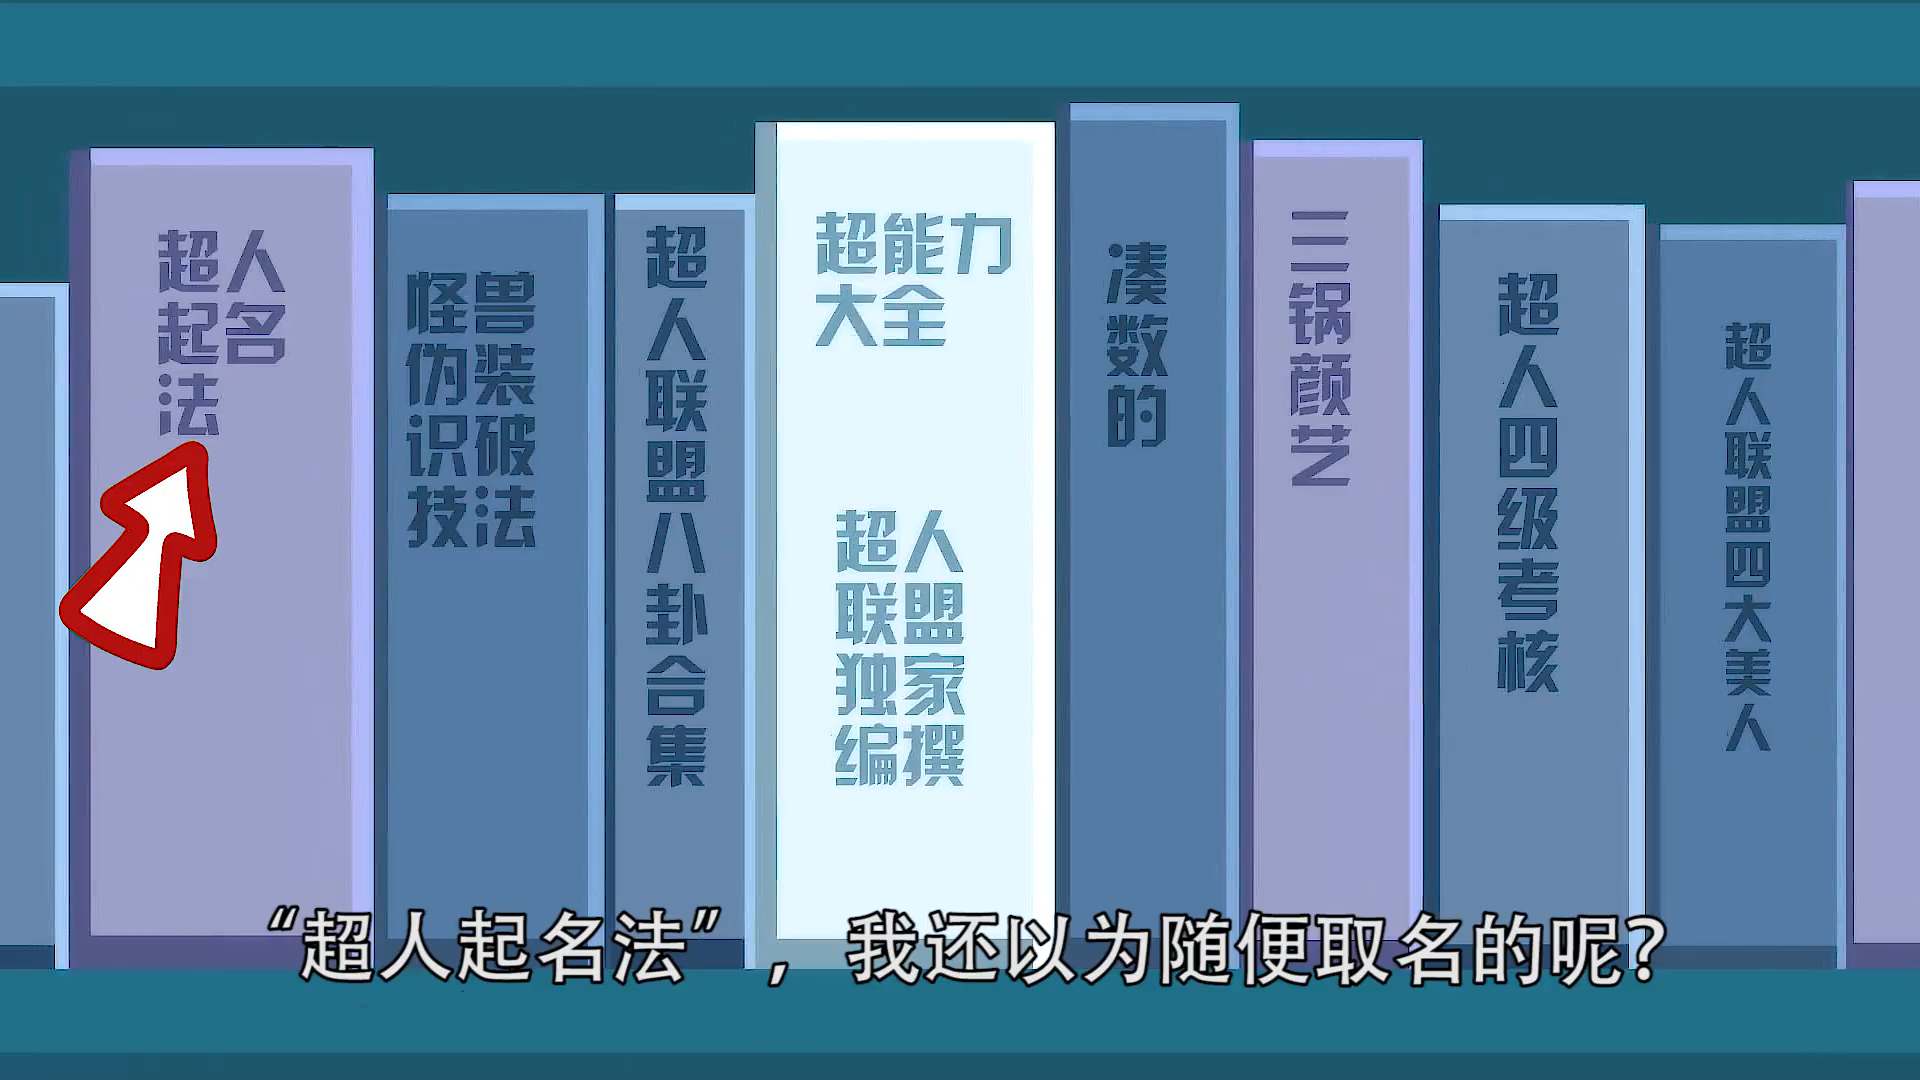 超人
起名
法
怪兽
伪装
识破
技法
超人联盟八卦合集
超能力
大全
超人
联盟
独家
编撰
凑数的
三锅颜艺
超人四级考核
超人联盟四大美人
“超人起名法”，我还以为随便取名的呢？